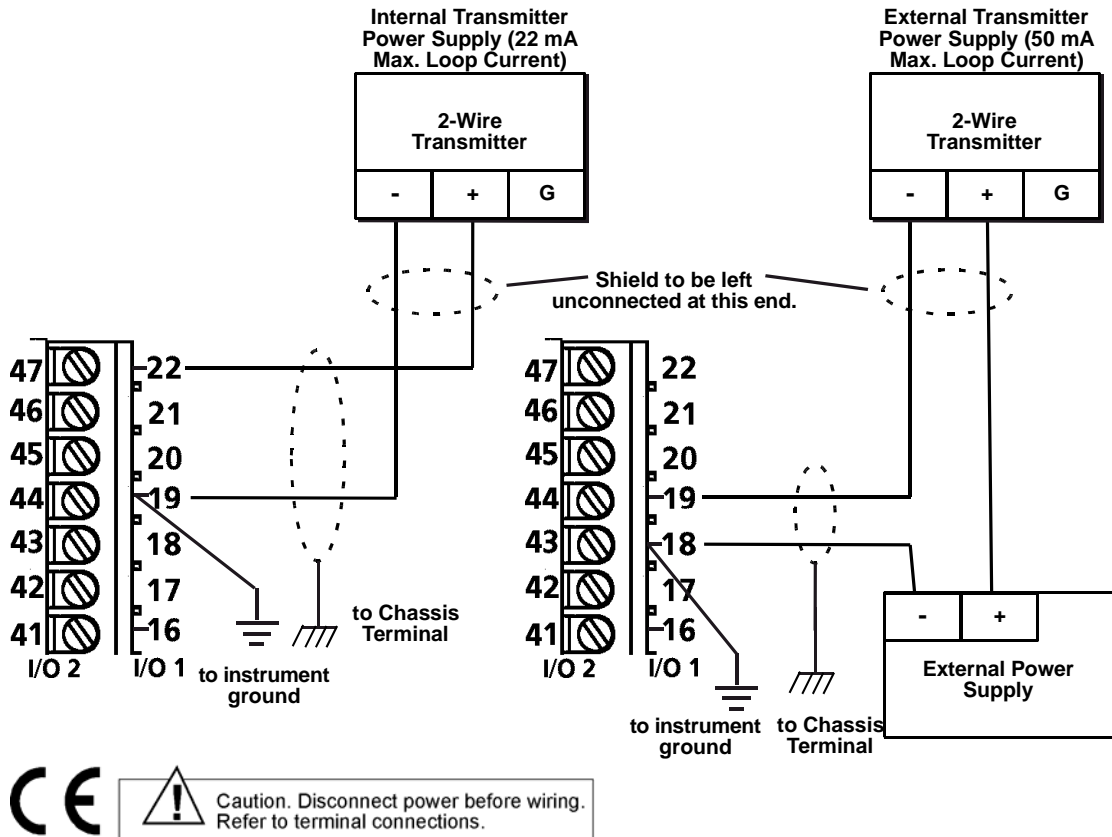 Internal Transmitter
Power Supply (22 mA
Max. Loop Current)
2-Wire
Transmitter
-
+
G
External Transmitter
Power Supply (50 mA
Max. Loop Current)
2-Wire
Transmitter
-
+
G
Shield to be left
unconnected at this end.
47
46
45
44
43
42
41
I/O 2
22
21
20
19
18
17
16
I/O 1
to instrument
ground
to Chassis
Terminal
47
46
45
44
43
42
41
I/O 2
22
21
20
19
18
17
16
I/O 1
to instrument
ground
to Chassis
Terminal
-
+
External Power
Supply
CE
!
Caution. Disconnect power before wiring.
Refer to terminal connections.